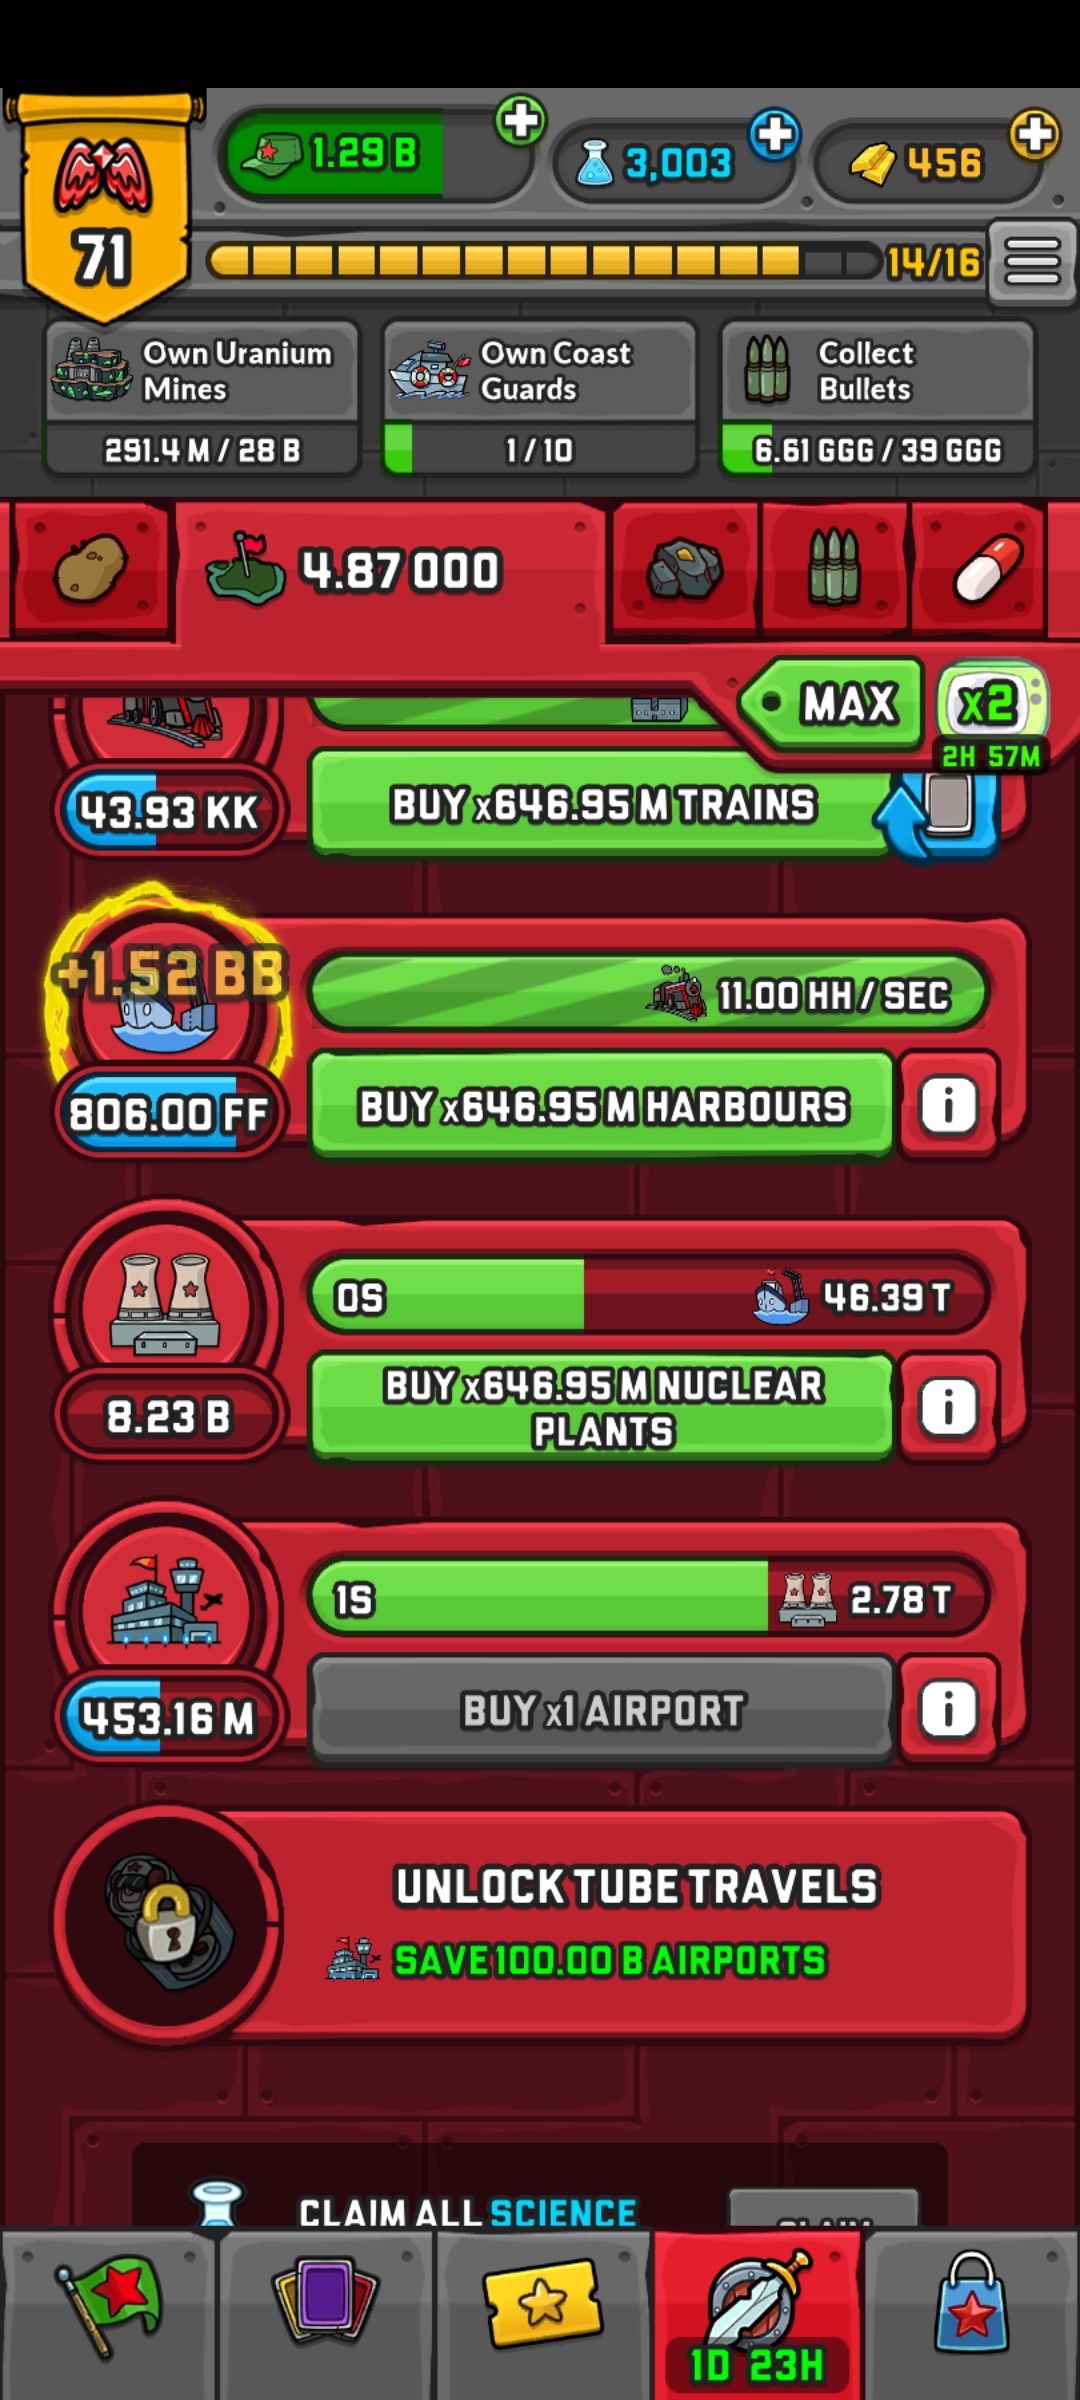 71
1.29 B
3,003
456
14/16
Own Uranium
Mines
291.4 M / 28 B
Own Coast
Guards
1 / 10
Collect
Bullets
6.61 GGG / 39 GGG
4.87 000
MAX
x2
2H 57M
43.93 KK
BUY x646.95 M TRAINS
+1.52 BB
11.00 HH / SEC
806.00 FF
BUY x646.95 M HARBOURS
i
0S
46.39 T
8.23 B
BUY x646.95 M NUCLEAR
PLANTS
i
1S
2.78 T
453.16 M
BUY x1 AIRPORT
i
UNLOCK TUBE TRAVELS
SAVE 100.00 B AIRPORTS
CLAIM ALL SCIENCE
CLAIM
1D 23H